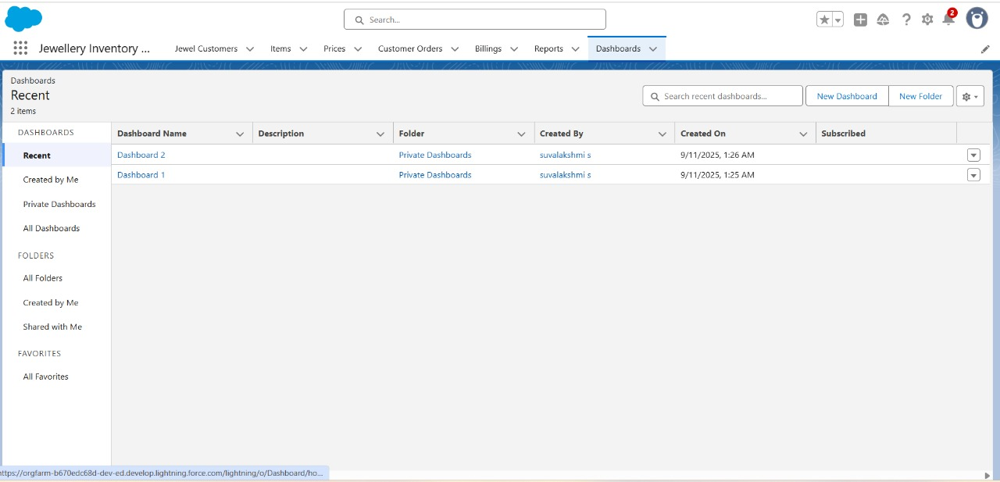 Search...
2
Jewellery Inventory ...
Jewel Customers
Items
Prices
Customer Orders
Billings
Reports
Dashboards
Dashboards
Recent
2 items
Search recent dashboards...
New Dashboard
New Folder
DASHBOARDS
Recent
Created by Me
Private Dashboards
All Dashboards
FOLDERS
All Folders
Created by Me
Shared with Me
FAVORITES
All Favorites
Dashboard Name Description Folder Created By Created On Subscribed
Dashboard 2 Private Dashboards suvalakshmi s 9/11/2025, 1:26 AM
Dashboard 1 Private Dashboards suvalakshmi s 9/11/2025, 1:25 AM
https://orgfarm-b670edc68d-dev-ed.develop.lightning.force.com/lightning/o/Dashboard/ho...